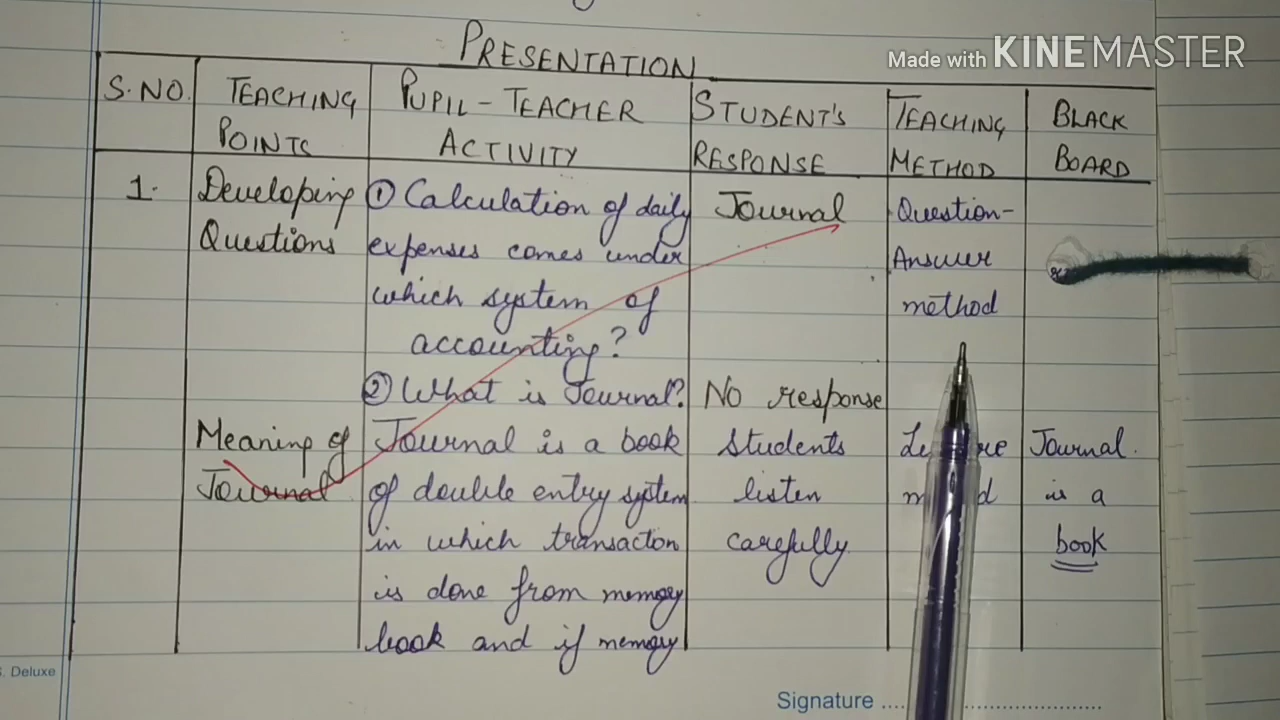 PRESENTATION
Made with KINEMASTER
S.NO. TEACHING POINTS PUPIL-TEACHER ACTIVITY STUDENT'S RESPONSE TEACHING METHOD BLACK BOARD
1. Developing Questions
① Calculation of daily
expenses comes under
which system of
accounting?
Journal
Question-
Answer
method
② What is Journal?
No response
Meaning of
Journal
Journal is a book
of double entry system
in which transacton
is done from memory
book and if memory
Students
listen
carefully
Journal.
is a
book
S. Deluxe
Signature